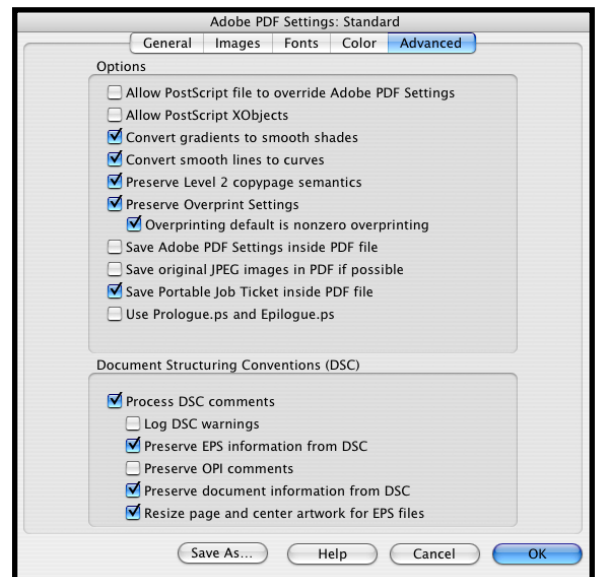 Adobe PDF Settings: Standard
General Images Fonts Color Advanced
Options
Allow PostScript file to override Adobe PDF Settings
Allow PostScript XObjects
Convert gradients to smooth shades
Convert smooth lines to curves
Preserve Level 2 copypage semantics
Preserve Overprint Settings
Overprinting default is nonzero overprinting
Save Adobe PDF Settings inside PDF file
Save original JPEG images in PDF if possible
Save Portable Job Ticket inside PDF file
Use Prologue.ps and Epilogue.ps
Document Structuring Conventions (DSC)
Process DSC comments
Log DSC warnings
Preserve EPS information from DSC
Preserve OPI comments
Preserve document information from DSC
Resize page and center artwork for EPS files
Save As... Help Cancel OK